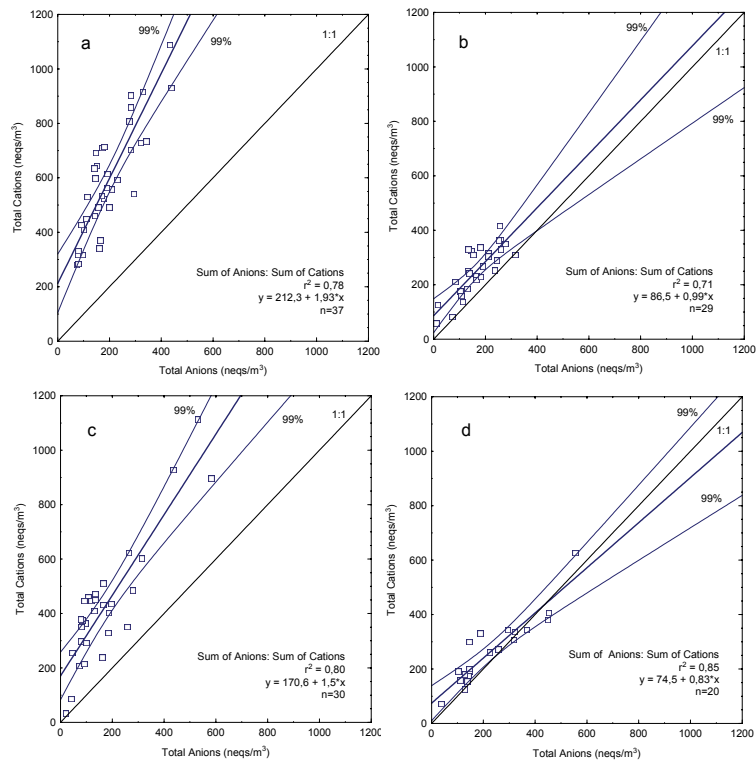 a
99%
99%
1:1
1200
1000
800
600
400
200
0
Total Cations (neqs/m³)
Sum of Anions: Sum of Cations
r² = 0,78
y = 212,3 + 1,93*x
n=37
0 200 400 600 800 1000 1200
Total Anions (neqs/m³)
b
99%
1:1
99%
1200
1000
800
600
400
200
0
Total Cations (neqs/m³)
Sum of Anions: Sum of Cations
r² = 0,71
y = 86,5 + 0,99*x
n=29
0 200 400 600 800 1000 1200
Total Anions (neqs/m³)
c
99%
99%
1:1
1200
1000
800
600
400
200
0
Total Cations (neqs/m³)
Sum of Anions: Sum of Cations
r² = 0,80
y = 170,6 + 1,5*x
n=30
0 200 400 600 800 1000 1200
Total Anions (neqs/m³)
d
99%
1:1
99%
1200
1000
800
600
400
200
0
Total Cations (neqs/m³)
Sum of Anions: Sum of Cations
r² = 0,85
y = 74,5 + 0,83*x
n=20
0 200 400 600 800 1000 1200
Total Anions (neqs/m³)